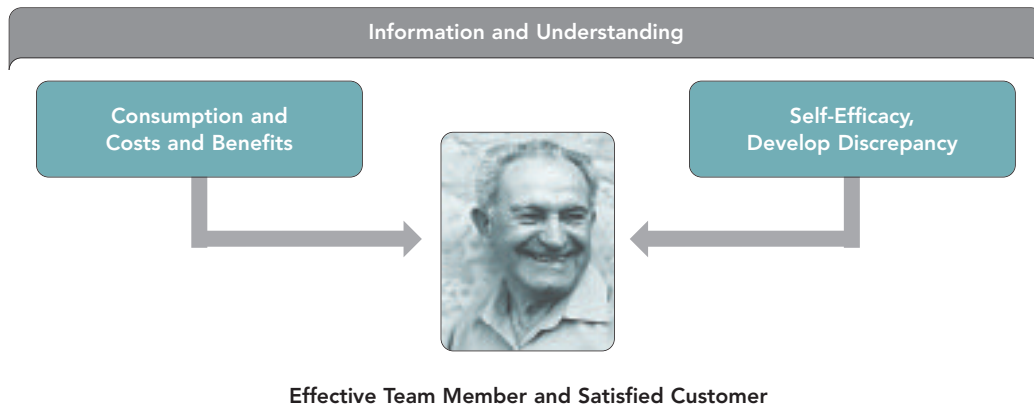 Information and Understanding
Consumption and
Costs and Benefits
Self-Efficacy,
Develop Discrepancy
Effective Team Member and Satisfied Customer